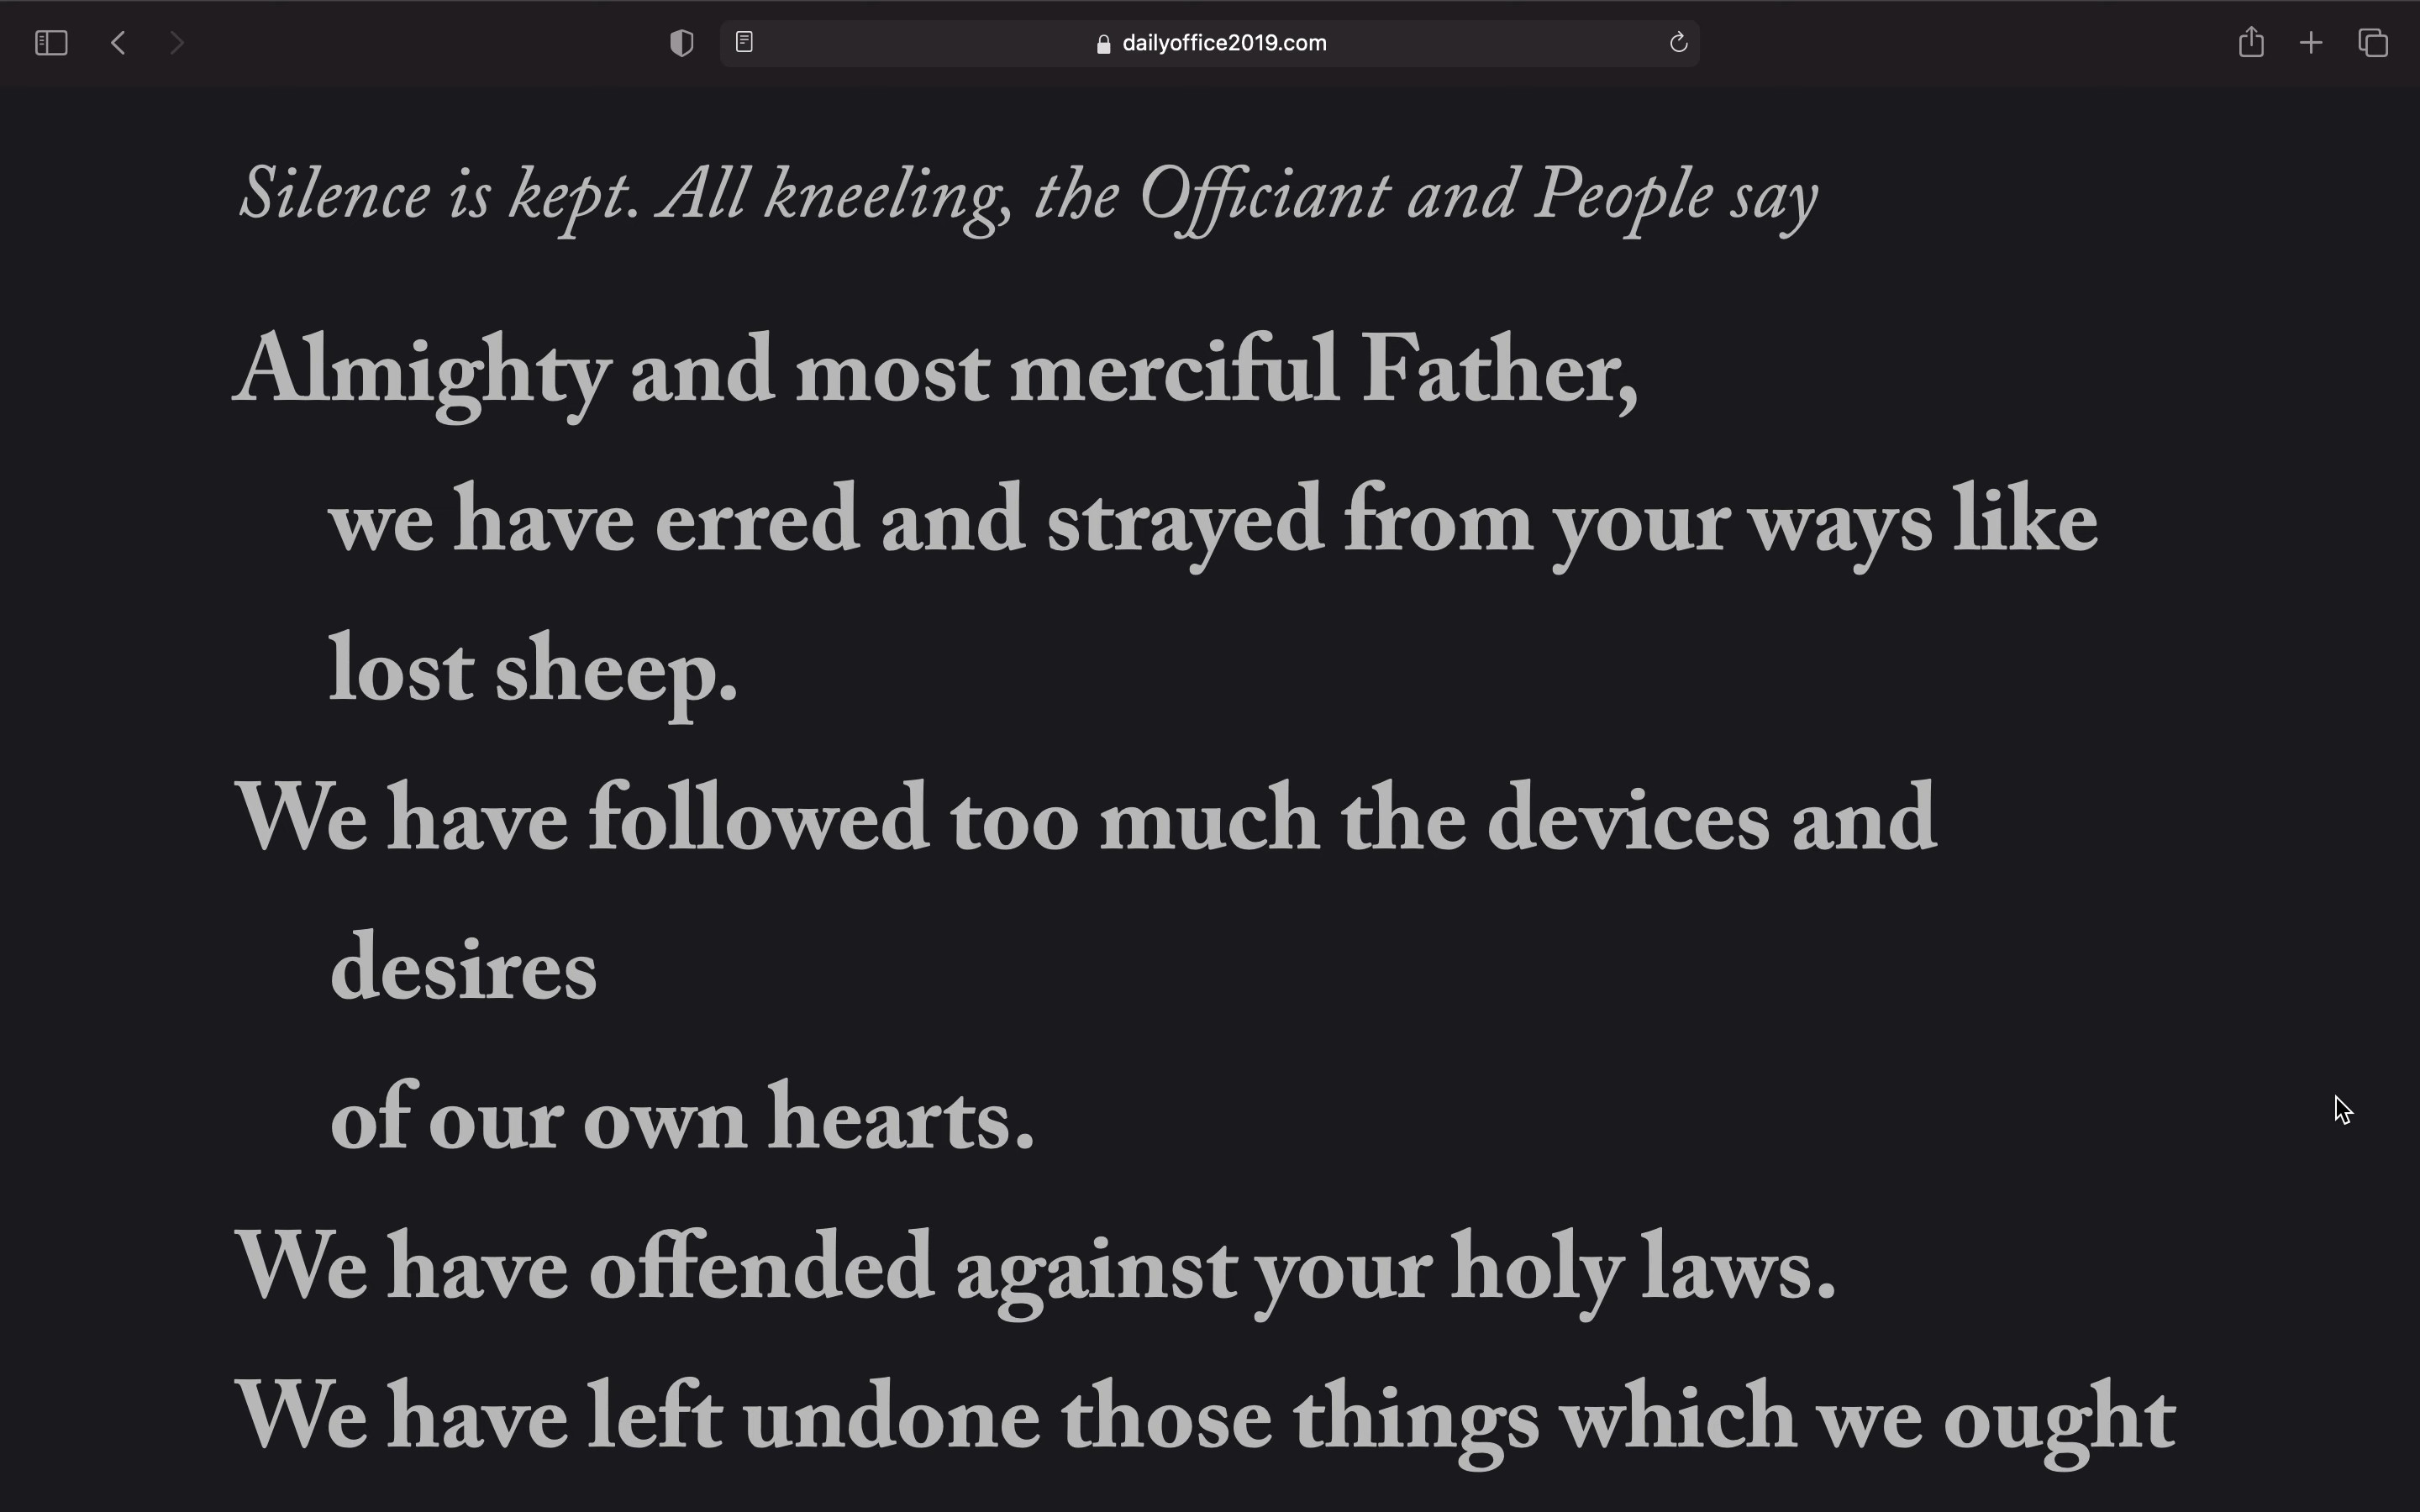 dailyoffice2019.com
Silence is kept. All kneeling, the Officiant and People say
Almighty and most merciful Father,
we have erred and strayed from your ways like
lost sheep.
We have followed too much the devices and
desires
of our own hearts.
We have offended against your holy laws.
We have left undone those things which we ought